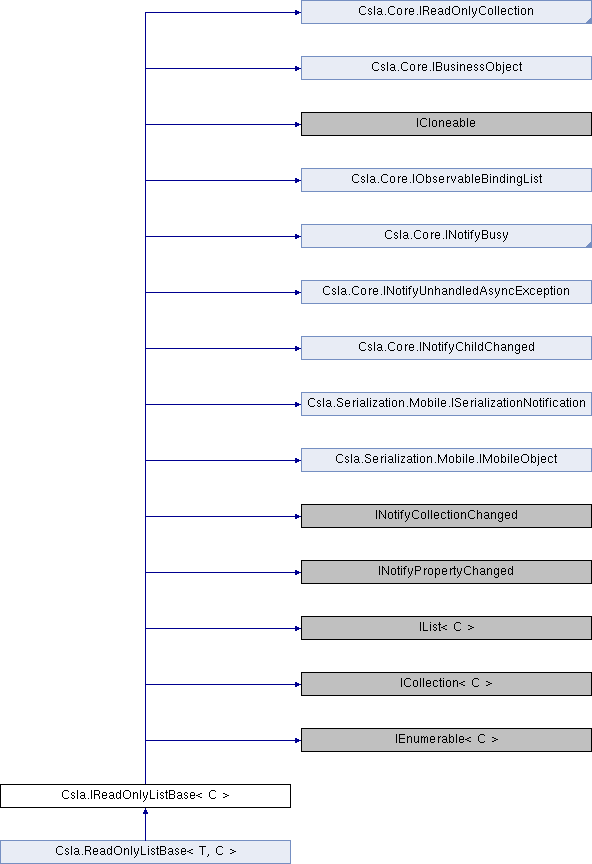 Csla.Core.IReadOnlyCollection
Csla.Core.IBusinessObject
ICloneable
Csla.Core.IObservableBindingList
Csla.Core.INotifyBusy
Csla.Core.INotifyUnhandledAsyncException
Csla.Core.INotifyChildChanged
Csla.Serialization.Mobile.ISerializationNotification
Csla.Serialization.Mobile.IMobileObject
INotifyCollectionChanged
INotifyPropertyChanged
IList< C >
ICollection< C >
IEnumerable< C >
Csla.IReadOnlyListBase< C >
Csla.ReadOnlyListBase< T, C >